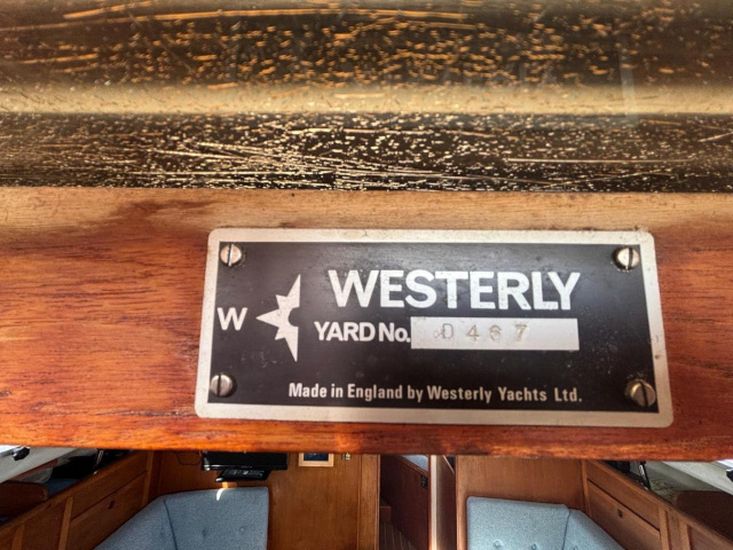 WESTERLY
W
YARD No. D467
Made in England by Westerly Yachts Ltd.